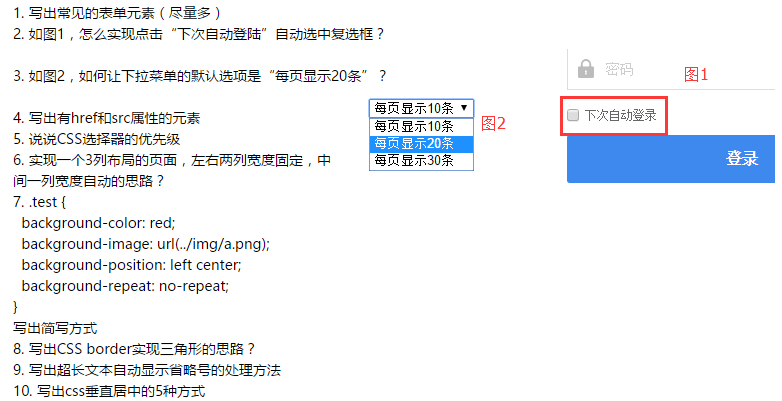 1. 写出常见的表单元素（尽量多）
2. 如图1，怎么实现点击“下次自动登陆”自动选中复选框？
3. 如图2，如何让下拉菜单的默认选项是“每页显示20条”？
4. 写出有href和src属性的元素
5. 说说CSS选择器的优先级
6. 实现一个3列布局的页面，左右两列宽度固定，中
间一列宽度自动的思路？
7. .test {
background-color: red;
background-image: url(../img/a.png);
background-position: left center;
background-repeat: no-repeat;
}
写出简写方式
8. 写出CSS border实现三角形的思路？
9. 写出超长文本自动显示省略号的处理方法
10. 写出css垂直居中的5种方式
每页显示10条
每页显示10条
每页显示20条
每页显示30条
图2
密码
图1
下次自动登录
登录